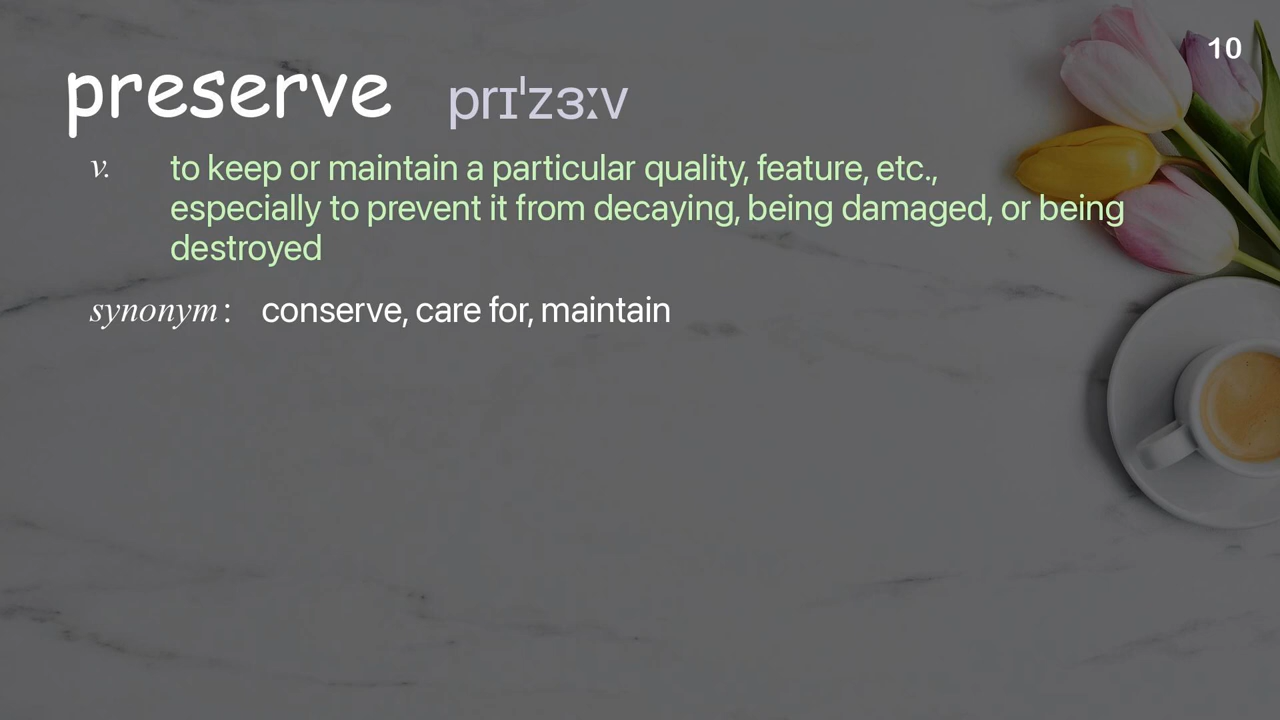 10
preserve prɪˈzɜːv
v. to keep or maintain a particular quality, feature, etc.,
especially to prevent it from decaying, being damaged, or being
destroyed
synonym: conserve, care for, maintain